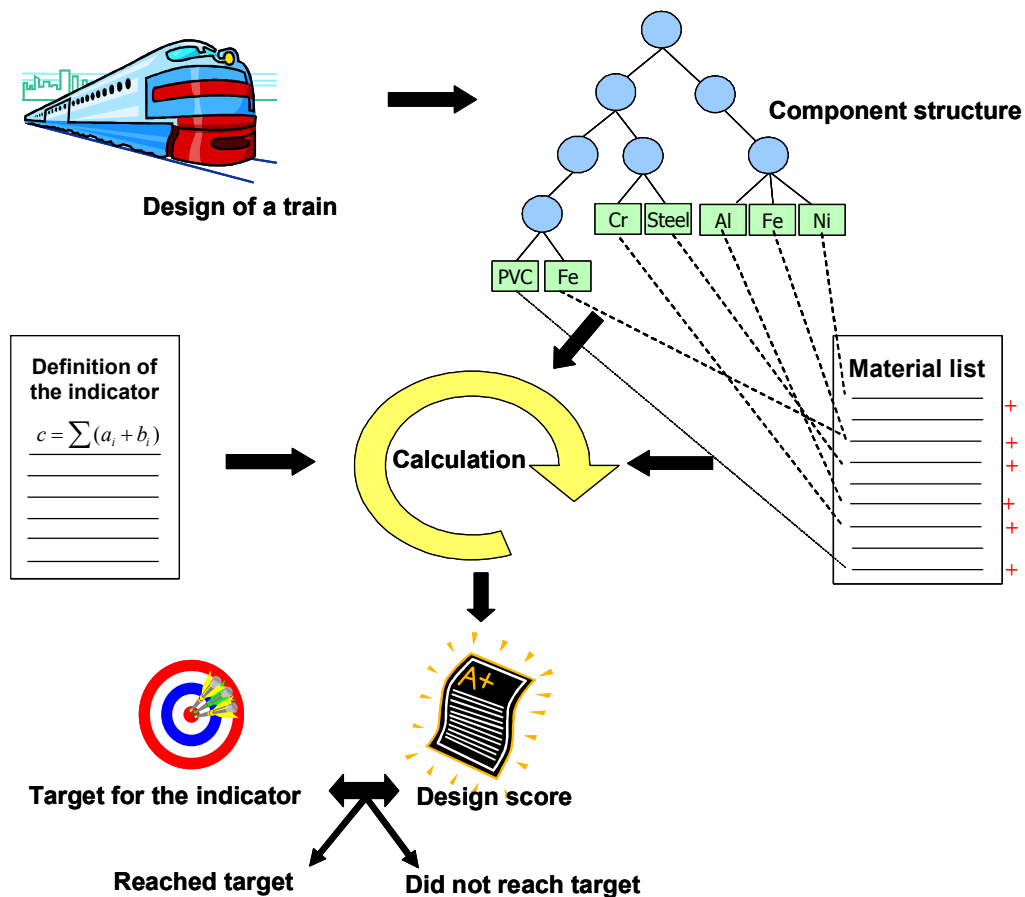 Component structure
Design of a train
Cr
Steel
Al
Fe
Ni
PVC
Fe
Definition of
the indicator
c = ∑(aᵢ + bᵢ)
Material list
+
+
+
+
+
+
Calculation
A+
Target for the indicator
Design score
Reached target
Did not reach target